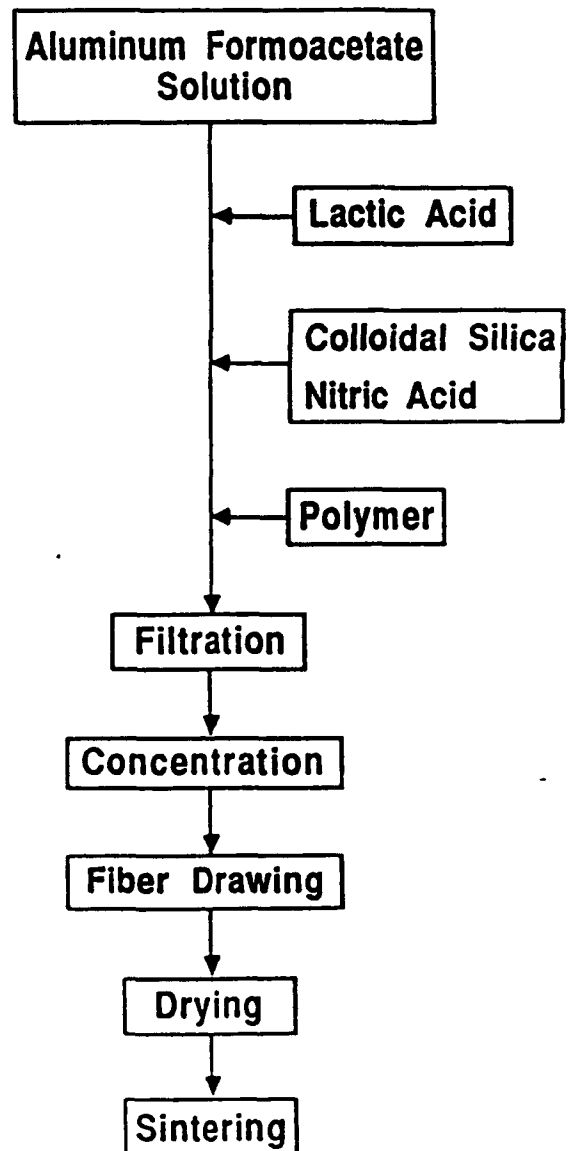 Aluminum Formoacetate
Solution
Lactic Acid
Colloidal Silica
Nitric Acid
Polymer
Filtration
Concentration
Fiber Drawing
Drying
Sintering